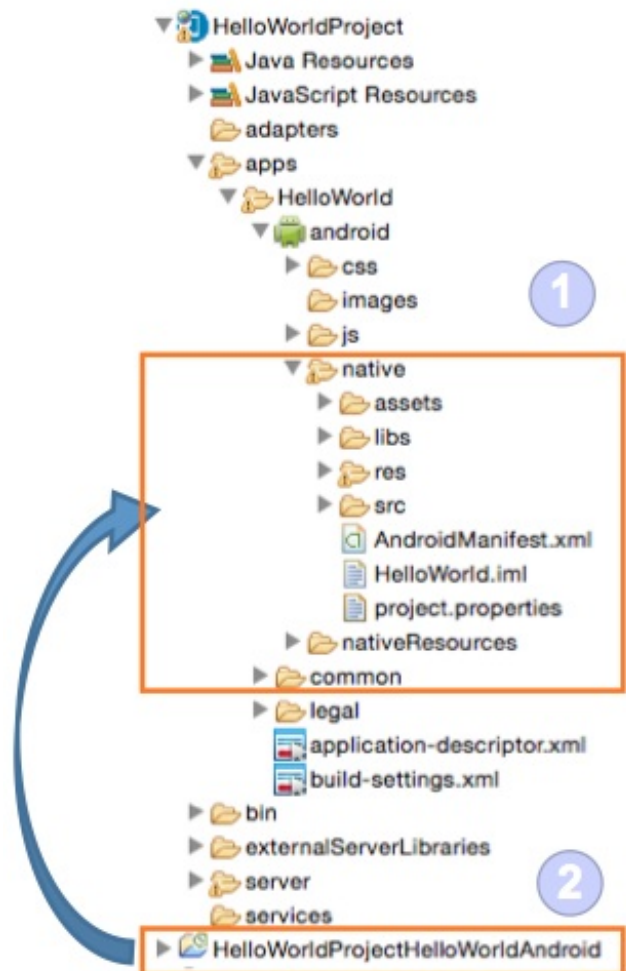 HelloWorldProject
Java Resources
JavaScript Resources
adapters
apps
HelloWorld
android
css
images
1
js
native
assets
libs
res
src
AndroidManifest.xml
HelloWorld.iml
project.properties
nativeResources
common
legal
application-descriptor.xml
build-settings.xml
bin
externalServerLibraries
server
2
services
HelloWorldProjectHelloWorldAndroid